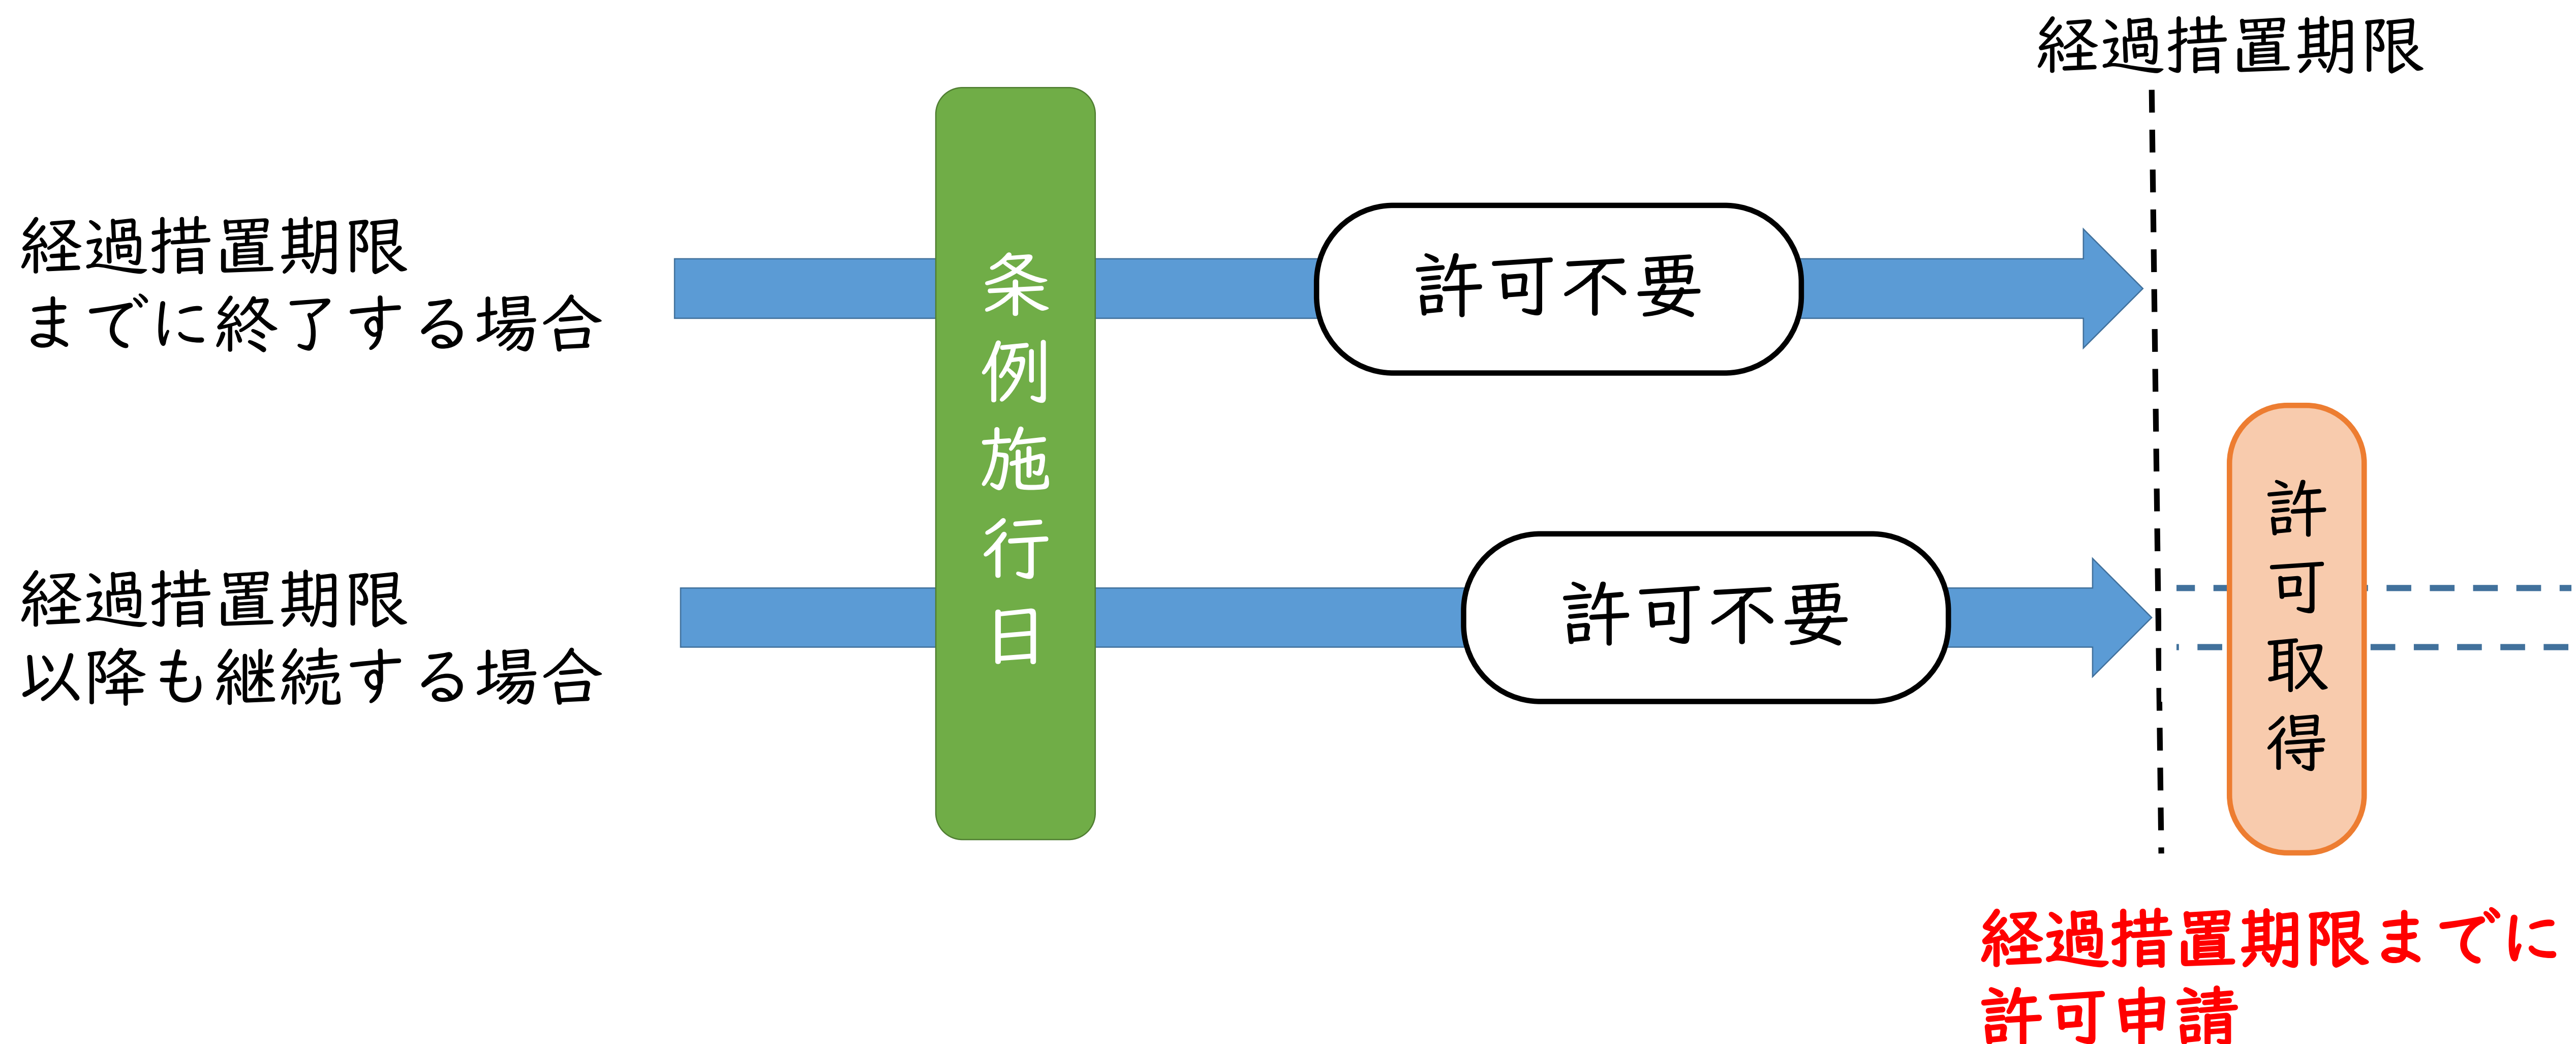 経過措置期限
経過措置期限
までに終了する場合
条例施行日
許可不要
経過措置期限
以降も継続する場合
許可不要
許可取得
経過措置期限までに
許可申請